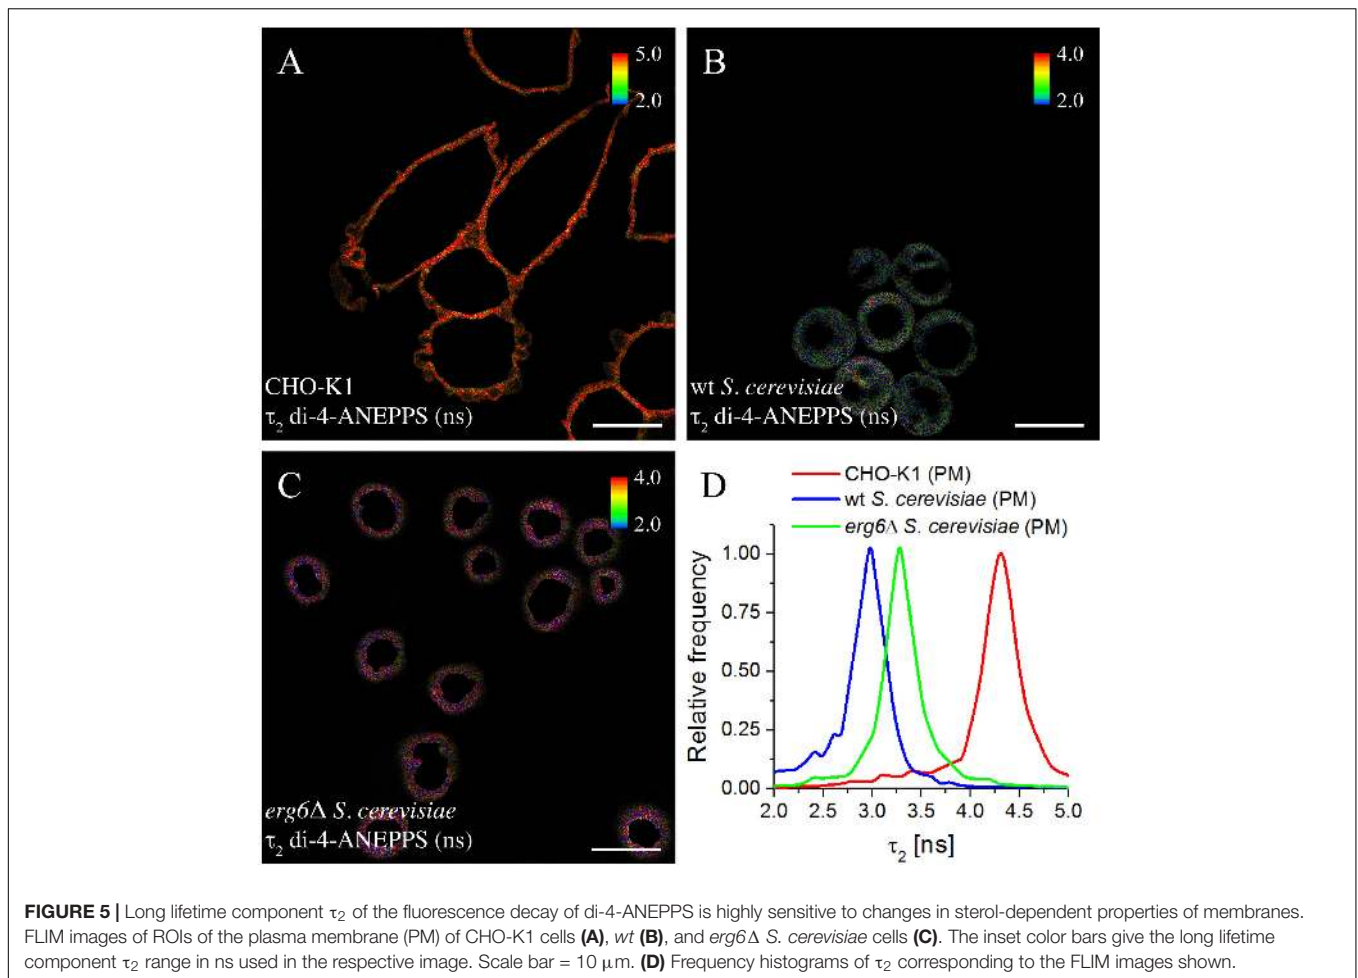 A
5.0
2.0
CHO-K1
τ₂ di-4-ANEPPS (ns)
B
4.0
2.0
wt S. cerevisiae
τ₂ di-4-ANEPPS (ns)
C
4.0
2.0
erg6Δ S. cerevisiae
τ₂ di-4-ANEPPS (ns)
D
CHO-K1 (PM)
wt S. cerevisiae (PM)
erg6Δ S. cerevisiae (PM)
Relative frequency
1.00
0.75
0.50
0.25
0.00
2.0 2.5 3.0 3.5 4.0 4.5 5.0
τ₂ [ns]
FIGURE 5 | Long lifetime component τ₂ of the fluorescence decay of di-4-ANEPPS is highly sensitive to changes in sterol-dependent properties of membranes.
FLIM images of ROIs of the plasma membrane (PM) of CHO-K1 cells (A), wt (B), and erg6Δ S. cerevisiae cells (C). The inset color bars give the long lifetime
component τ₂ range in ns used in the respective image. Scale bar = 10 μm. (D) Frequency histograms of τ₂ corresponding to the FLIM images shown.